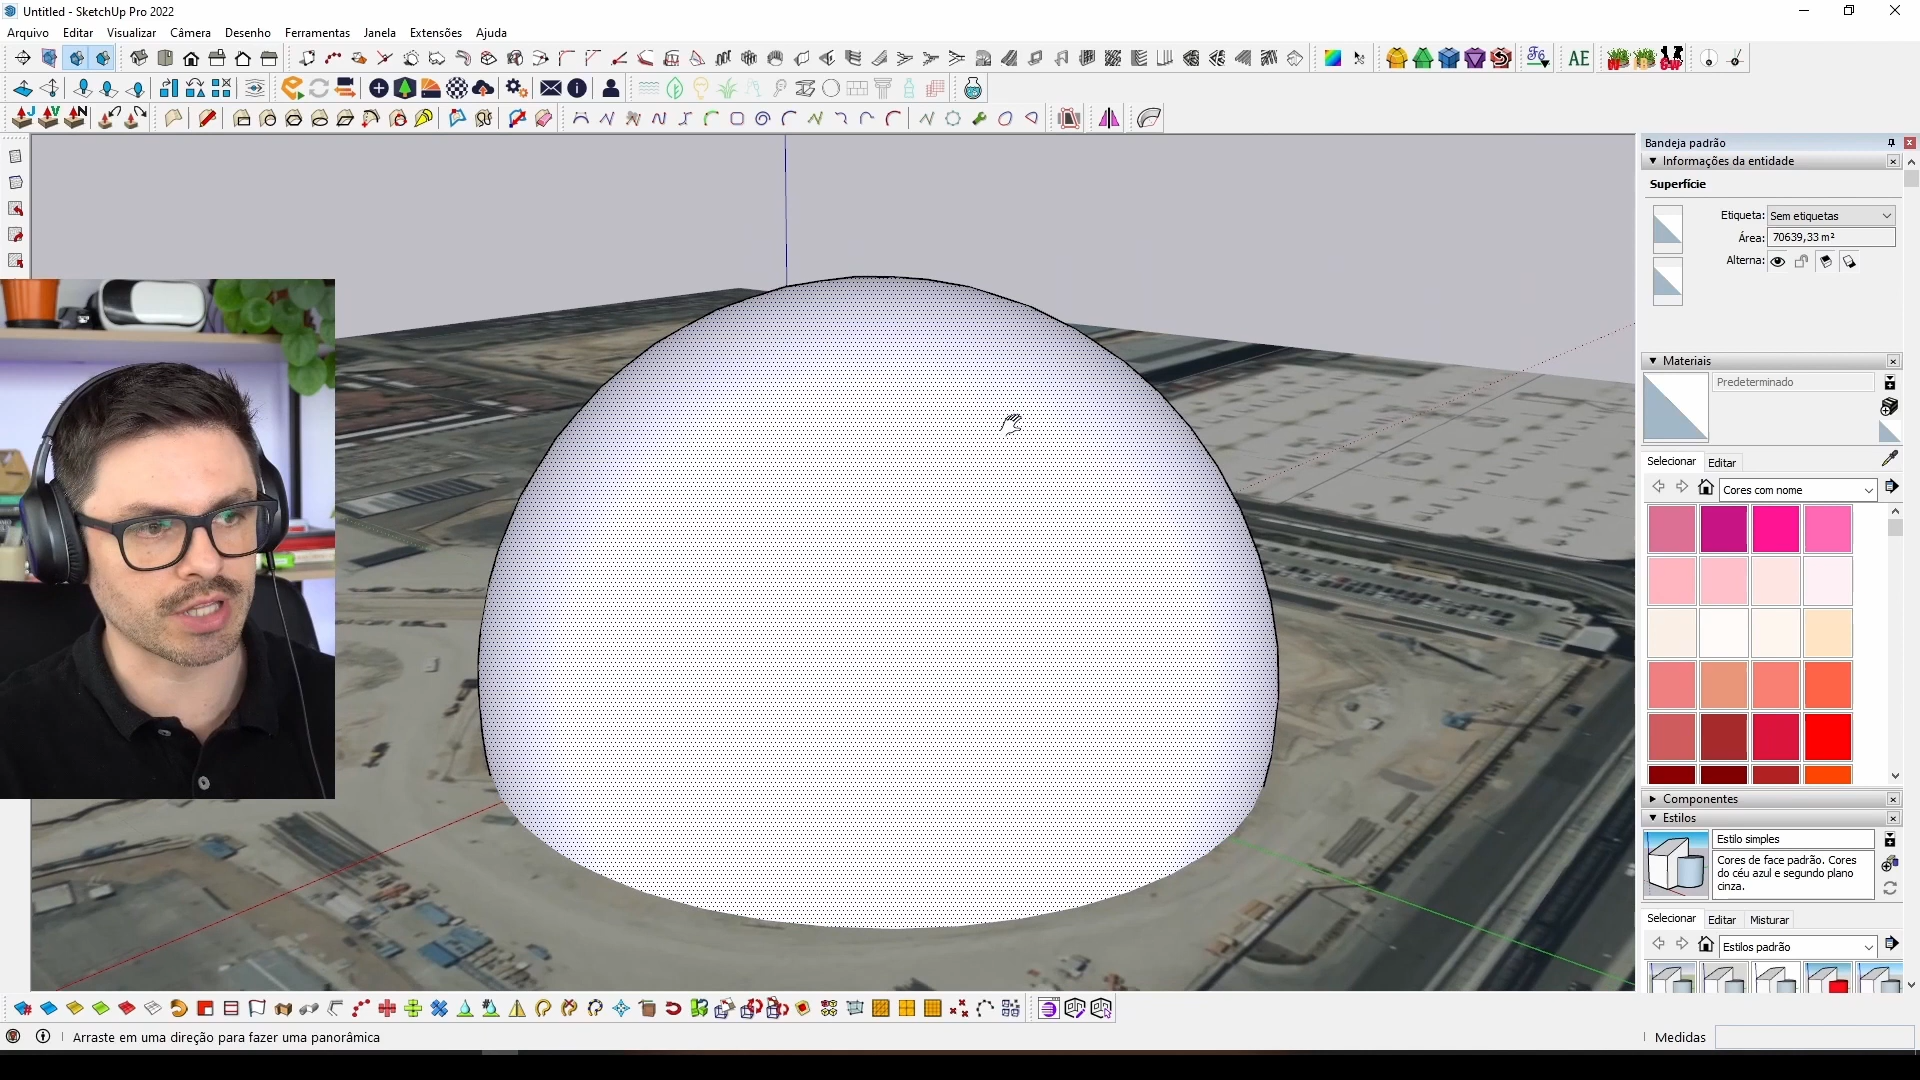 Untitled - SketchUp Pro 2022
Arquivo Editar Visualizar Câmera Desenho Ferramentas Janela Extensões Ajuda
AE
J V N
Bandeja padrão
Informações da entidade
Superfície
Etiqueta: Sem etiquetas
Área: 70639,33 m²
Alterna:
Materiais
Predeterminado
Selecionar Editar
Cores com nome
Componentes
Estilos
Estilo simples
Cores de face padrão. Cores
do céu azul e segundo plano
cinza.
Selecionar Editar Misturar
Estilos padrão
Arraste em uma direção para fazer uma panorâmica
Medidas